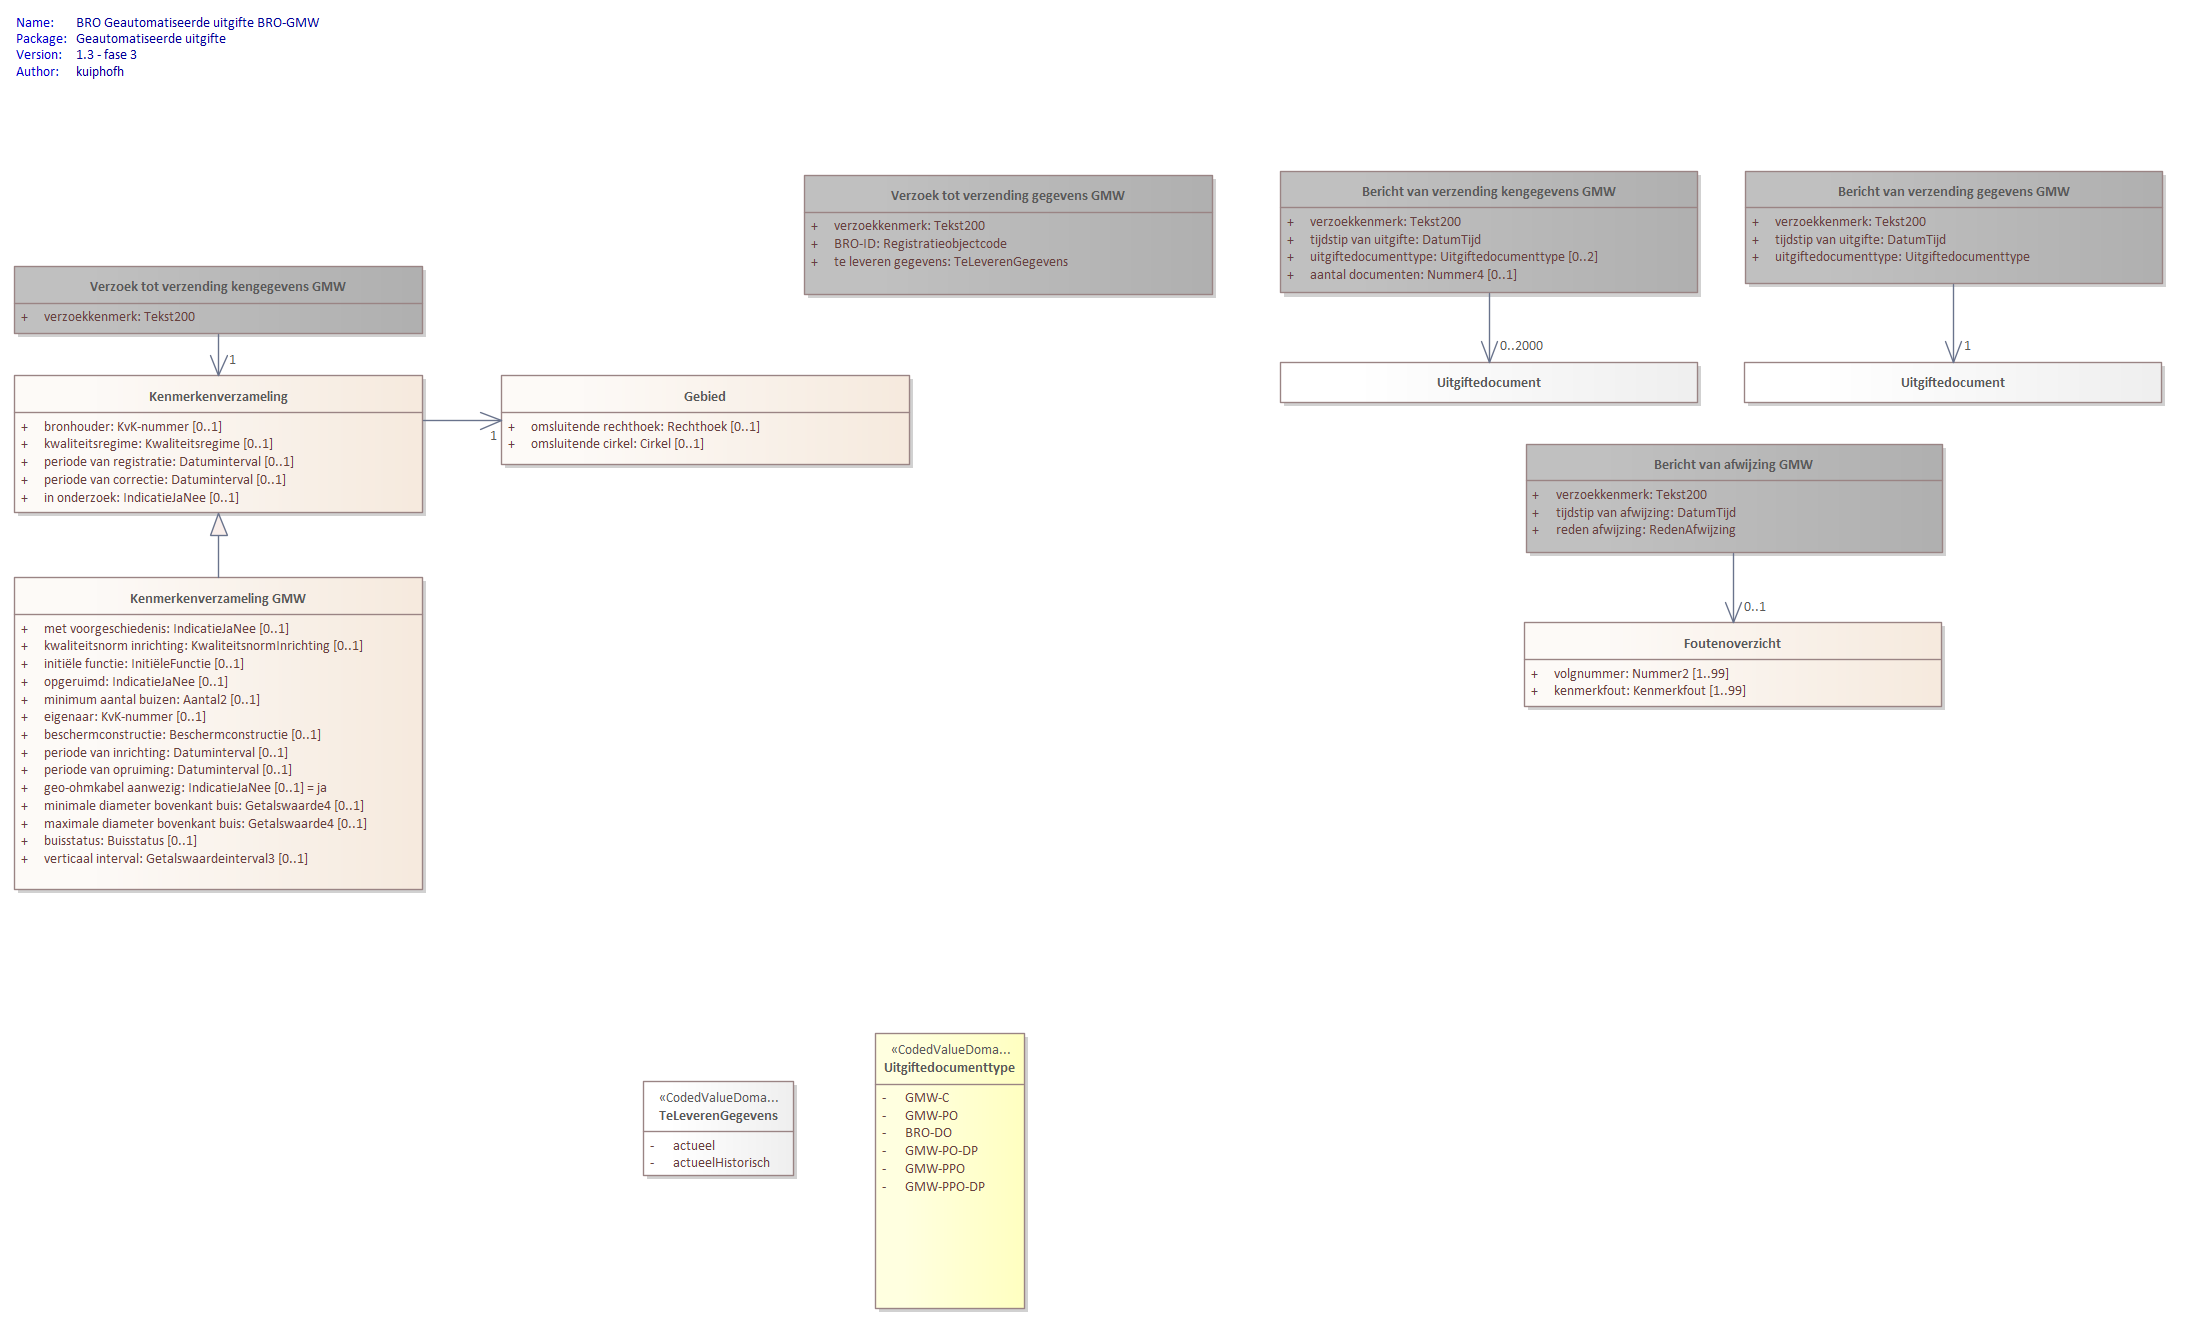 Name: BRO Geautomatiseerde uitgifte BRO-GMW
Package: Geautomatiseerde uitgifte
Version: 1.3 - fase 3
Author: kuiphofh
Verzoek tot verzending kengegevens GMW
+ verzoekkenmerk: Tekst200
1
Kenmerkenverzameling
+ bronhouder: KvK-nummer [0..1]
+ kwaliteitsregime: Kwaliteitsregime [0..1]
+ periode van registratie: Datuminterval [0..1]
+ periode van correctie: Datuminterval [0..1]
+ in onderzoek: IndicatieJaNee [0..1]
1
Gebied
+ omsluitende rechthoek: Rechthoek [0..1]
+ omsluitende cirkel: Cirkel [0..1]
Kenmerkenverzameling GMW
+ met voorgeschiedenis: IndicatieJaNee [0..1]
+ kwaliteitsnorm inrichting: KwaliteitsnormInrichting [0..1]
+ initiële functie: InitiëleFunctie [0..1]
+ opgeruimd: IndicatieJaNee [0..1]
+ minimum aantal buizen: Aantal2 [0..1]
+ eigenaar: KvK-nummer [0..1]
+ beschermconstructie: Beschermconstructie [0..1]
+ periode van inrichting: Datuminterval [0..1]
+ periode van opruiming: Datuminterval [0..1]
+ geo-ohmkabel aanwezig: IndicatieJaNee [0..1] = ja
+ minimale diameter bovenkant buis: Getalswaarde4 [0..1]
+ maximale diameter bovenkant buis: Getalswaarde4 [0..1]
+ buisstatus: Buisstatus [0..1]
+ verticaal interval: Getalswaardeinterval3 [0..1]
Verzoek tot verzending gegevens GMW
+ verzoekkenmerk: Tekst200
+ BRO-ID: Registratieobjectcode
+ te leveren gegevens: TeLeverenGegevens
Bericht van verzending kengegevens GMW
+ verzoekkenmerk: Tekst200
+ tijdstip van uitgifte: DatumTijd
+ uitgiftedocumenttype: Uitgiftedocumenttype [0..2]
+ aantal documenten: Nummer4 [0..1]
0..2000
Uitgiftedocument
Bericht van verzending gegevens GMW
+ verzoekkenmerk: Tekst200
+ tijdstip van uitgifte: DatumTijd
+ uitgiftedocumenttype: Uitgiftedocumenttype
1
Uitgiftedocument
Bericht van afwijzing GMW
+ verzoekkenmerk: Tekst200
+ tijdstip van afwijzing: DatumTijd
+ reden afwijzing: RedenAfwijzing
0..1
Foutenoverzicht
+ volgnummer: Nummer2 [1..99]
+ kenmerkfout: Kenmerkfout [1..99]
«CodedValueDoma...
TeLeverenGegevens
- actueel
- actueelHistorisch
«CodedValueDoma...
Uitgiftedocumenttype
- GMW-C
- GMW-PO
- BRO-DO
- GMW-PO-DP
- GMW-PPO
- GMW-PPO-DP